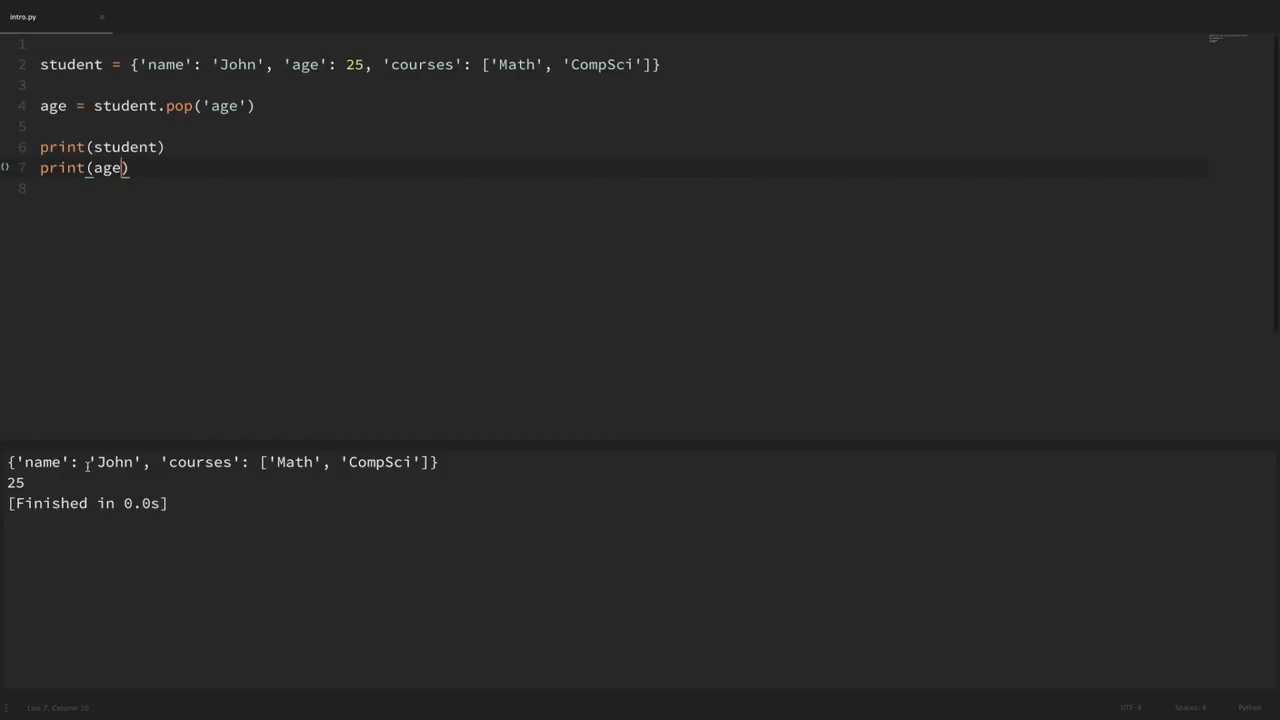 intro.py ×
1
2 student = {'name': 'John', 'age': 25, 'courses': ['Math', 'CompSci']}
3
4 age = student.pop('age')
5
6 print(student)
() 7 print(age)
8
{'name': 'John', 'courses': ['Math', 'CompSci']}
25
[Finished in 0.0s]
Line 7, Column 10 UTF-8 Spaces: 4 Python